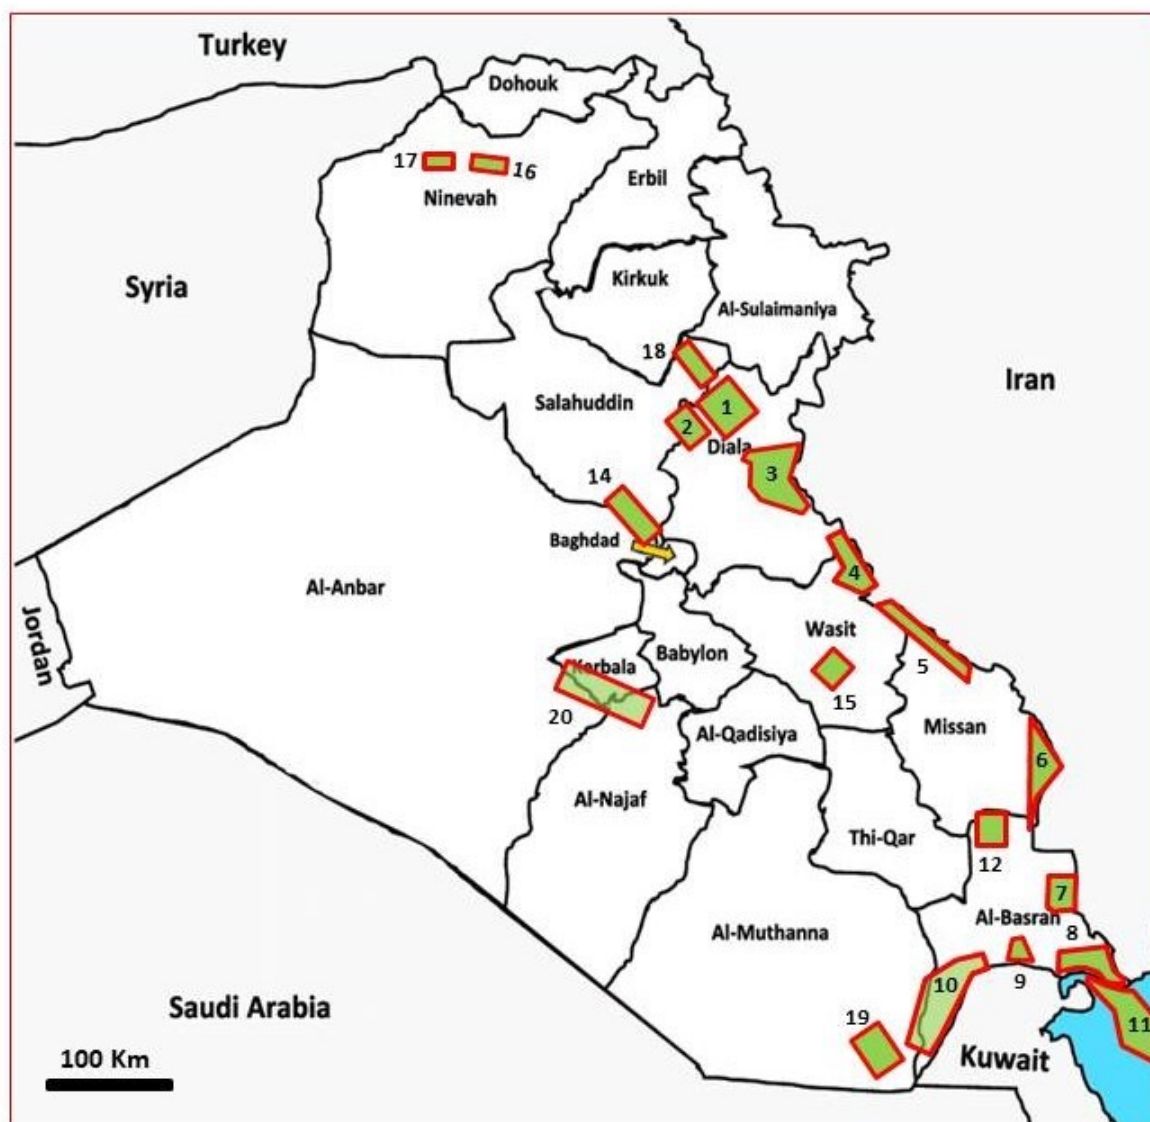 Turkey
Dohouk
17
16
Ninevah
Erbil
Syria
Kirkuk
Al-Sulaimaniya
18
Iran
Salahuddin
1
2
Diala
14
3
Baghdad
4
Al-Anbar
Jordan
Wasit
Kerbala
Babylon
5
20
15
Al-Qadisiya
Missan
6
Al-Najaf
Thi-Qar
12
7
Al-Basrah
Al-Muthanna
8
9
10
Saudi Arabia
19
11
100 Km
Kuwait